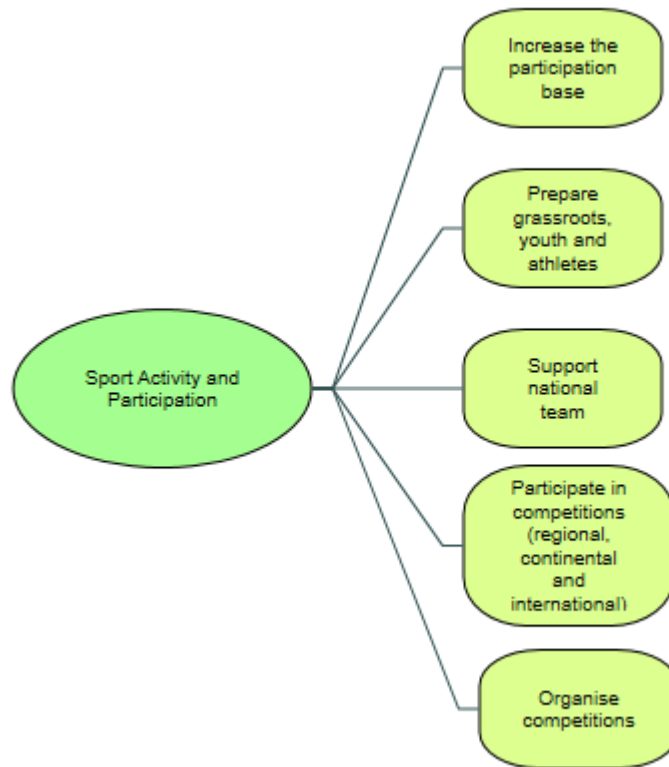 Increase the
participation
base
Prepare
grassroots,
youth and
athletes
Sport Activity and
Participation
Support
national
team
Participate in
competitions
(regional,
continental
and
international)
Organise
competitions